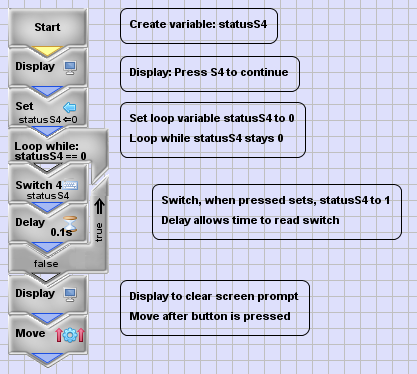 Start
Create variable: statusS4
Display
Display: Press S4 to continue
Set
statusS4⇐0
Set loop variable statusS4 to 0
Loop while statusS4 stays 0
Loop while:
statusS4 == 0
Switch 4
statusS4
Switch, when pressed sets, statusS4 to 1
Delay
0.1s
Delay allows time to read switch
true
false
Display
Display to clear screen prompt
Move
Move after button is pressed